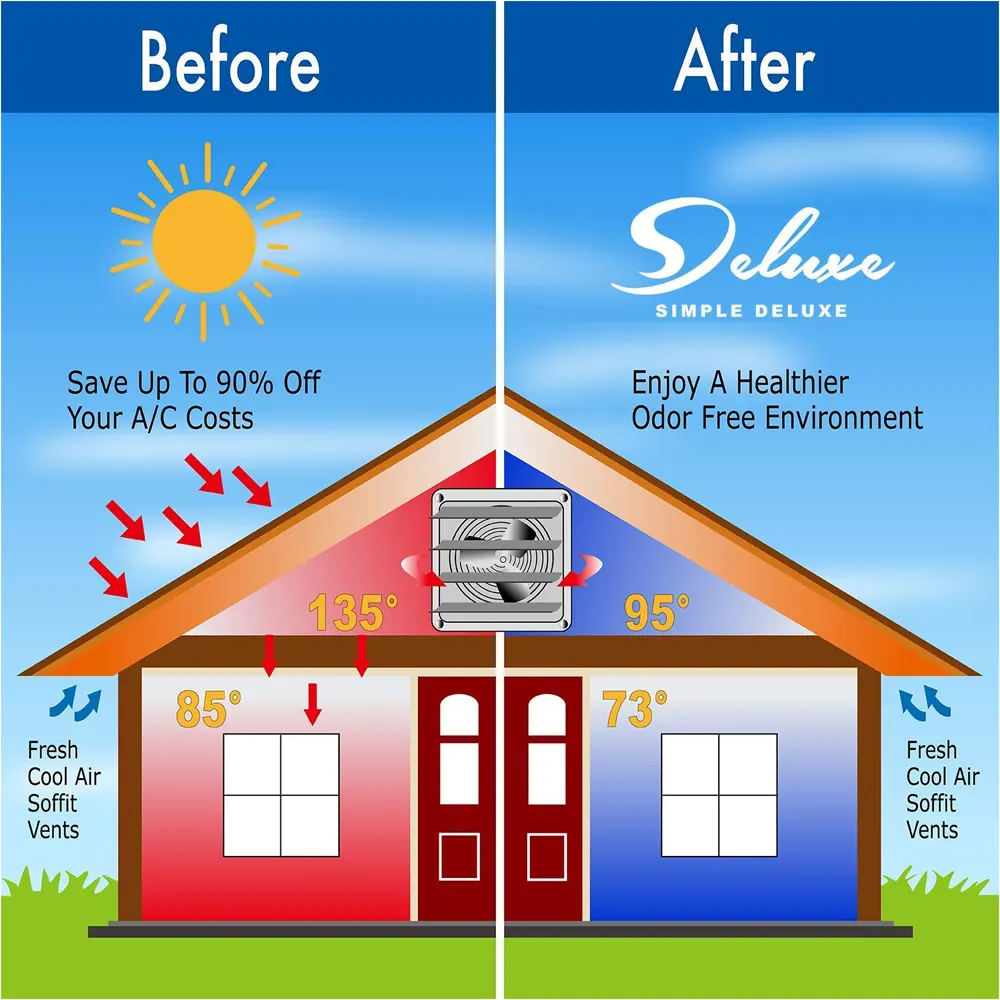 Before
After
Deluxe
SIMPLE DELUXE
Save Up To 90% Off
Your A/C Costs
Enjoy A Healthier
Odor Free Environment
135°
95°
85°
73°
Fresh
Cool Air
Soffit
Vents
Fresh
Cool Air
Soffit
Vents